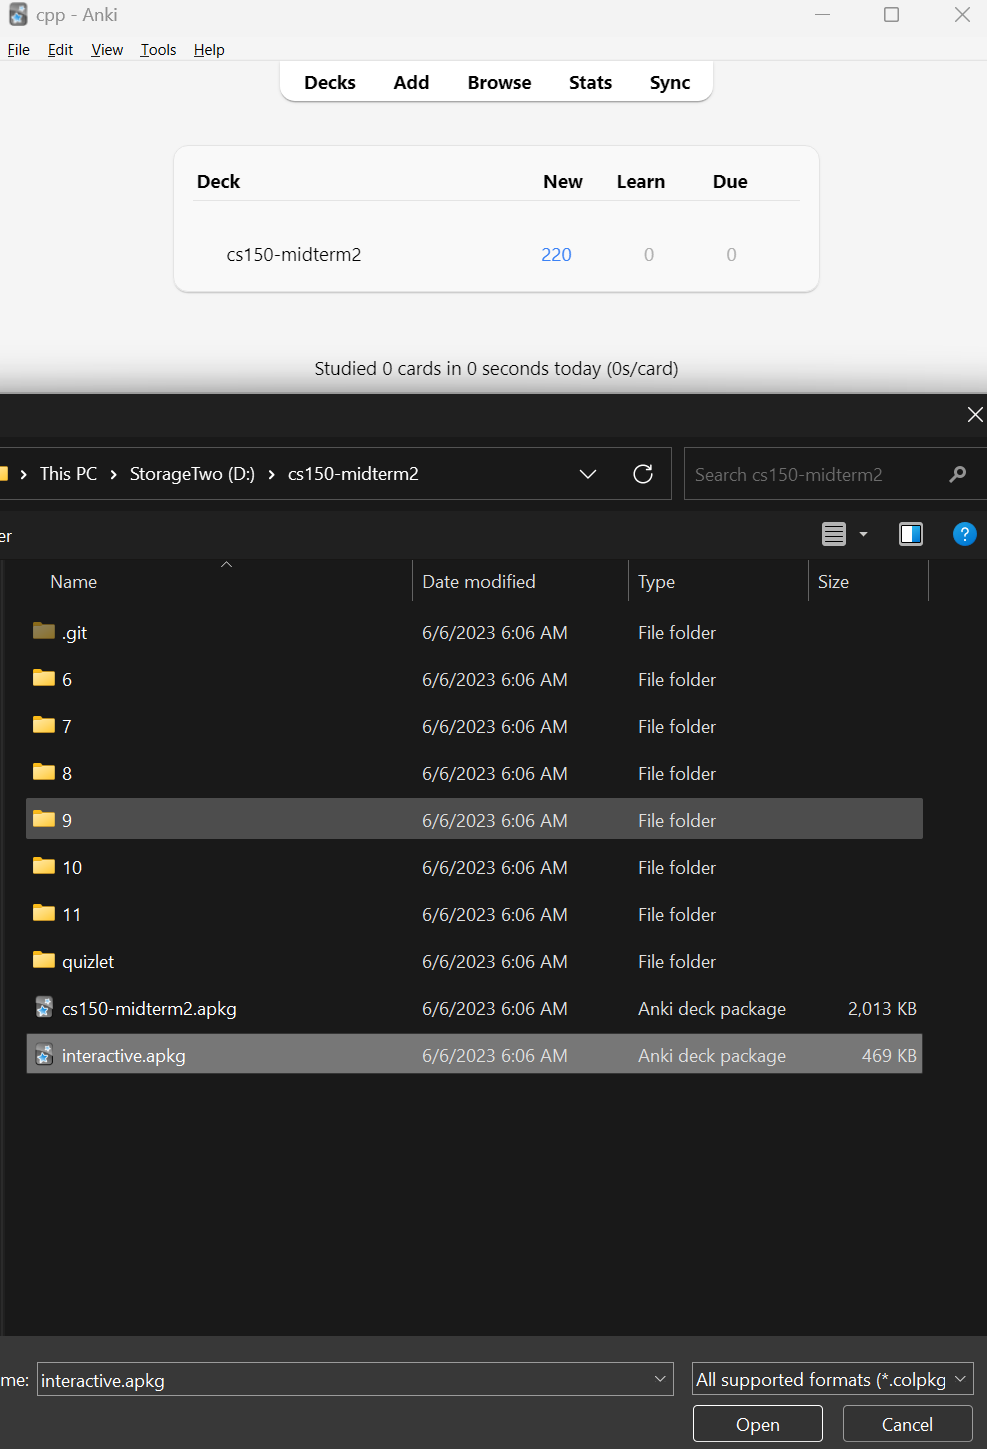 cpp - Anki
File Edit View Tools Help
Decks Add Browse Stats Sync
Deck New Learn Due
cs150-midterm2 220 0 0
Studied 0 cards in 0 seconds today (0s/card)
› This PC › StorageTwo (D:) › cs150-midterm2 Search cs150-midterm2
er ?
Name Date modified Type Size
.git 6/6/2023 6:06 AM File folder
6 6/6/2023 6:06 AM File folder
7 6/6/2023 6:06 AM File folder
8 6/6/2023 6:06 AM File folder
9 6/6/2023 6:06 AM File folder
10 6/6/2023 6:06 AM File folder
11 6/6/2023 6:06 AM File folder
quizlet 6/6/2023 6:06 AM File folder
cs150-midterm2.apkg 6/6/2023 6:06 AM Anki deck package 2,013 KB
interactive.apkg 6/6/2023 6:06 AM Anki deck package 469 KB
me: interactive.apkg All supported formats (*.colpkg
Open Cancel